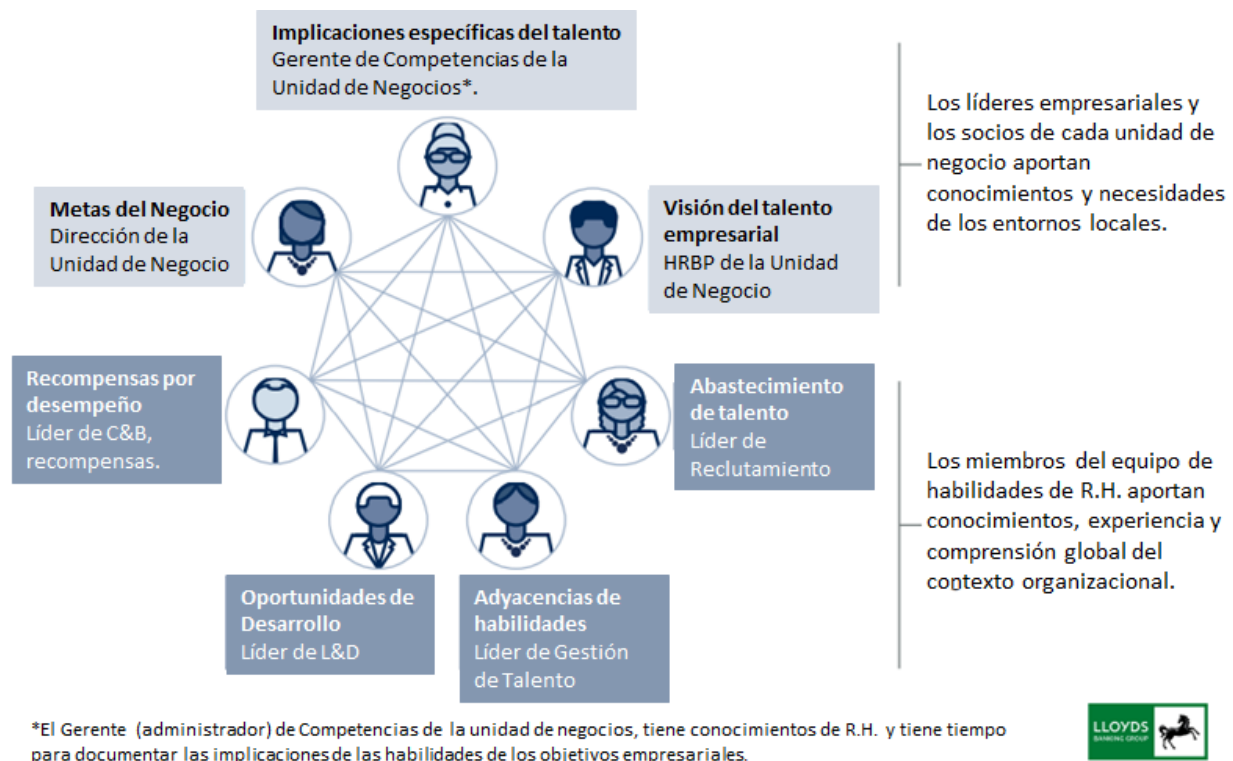 Implicaciones específicas del talento
Gerente de Competencias de la
Unidad de Negocios*.
Metas del Negocio
Dirección de la
Unidad de Negocio
Visión del talento
empresarial
HRBP de la Unidad
de Negocio
Los líderes empresariales y
los socios de cada unidad de
negocio aportan
conocimientos y necesidades
de los entornos locales.
Recompensas por
desempeño
Líder de C&B,
recompensas.
Abastecimiento
de talento
Líder de
Reclutamiento
Oportunidades de
Desarrollo
Líder de L&D
Adyacencias de
habilidades
Líder de Gestión
de Talento
Los miembros del equipo de
habilidades de R.H. aportan
conocimientos, experiencia y
comprensión global del
contexto organizacional.
*El Gerente (administrador) de Competencias de la unidad de negocios, tiene conocimientos de R.H. y tiene tiempo
para documentar las implicaciones de las habilidades de los objetivos empresariales.
LLOYDS
BANKING GROUP